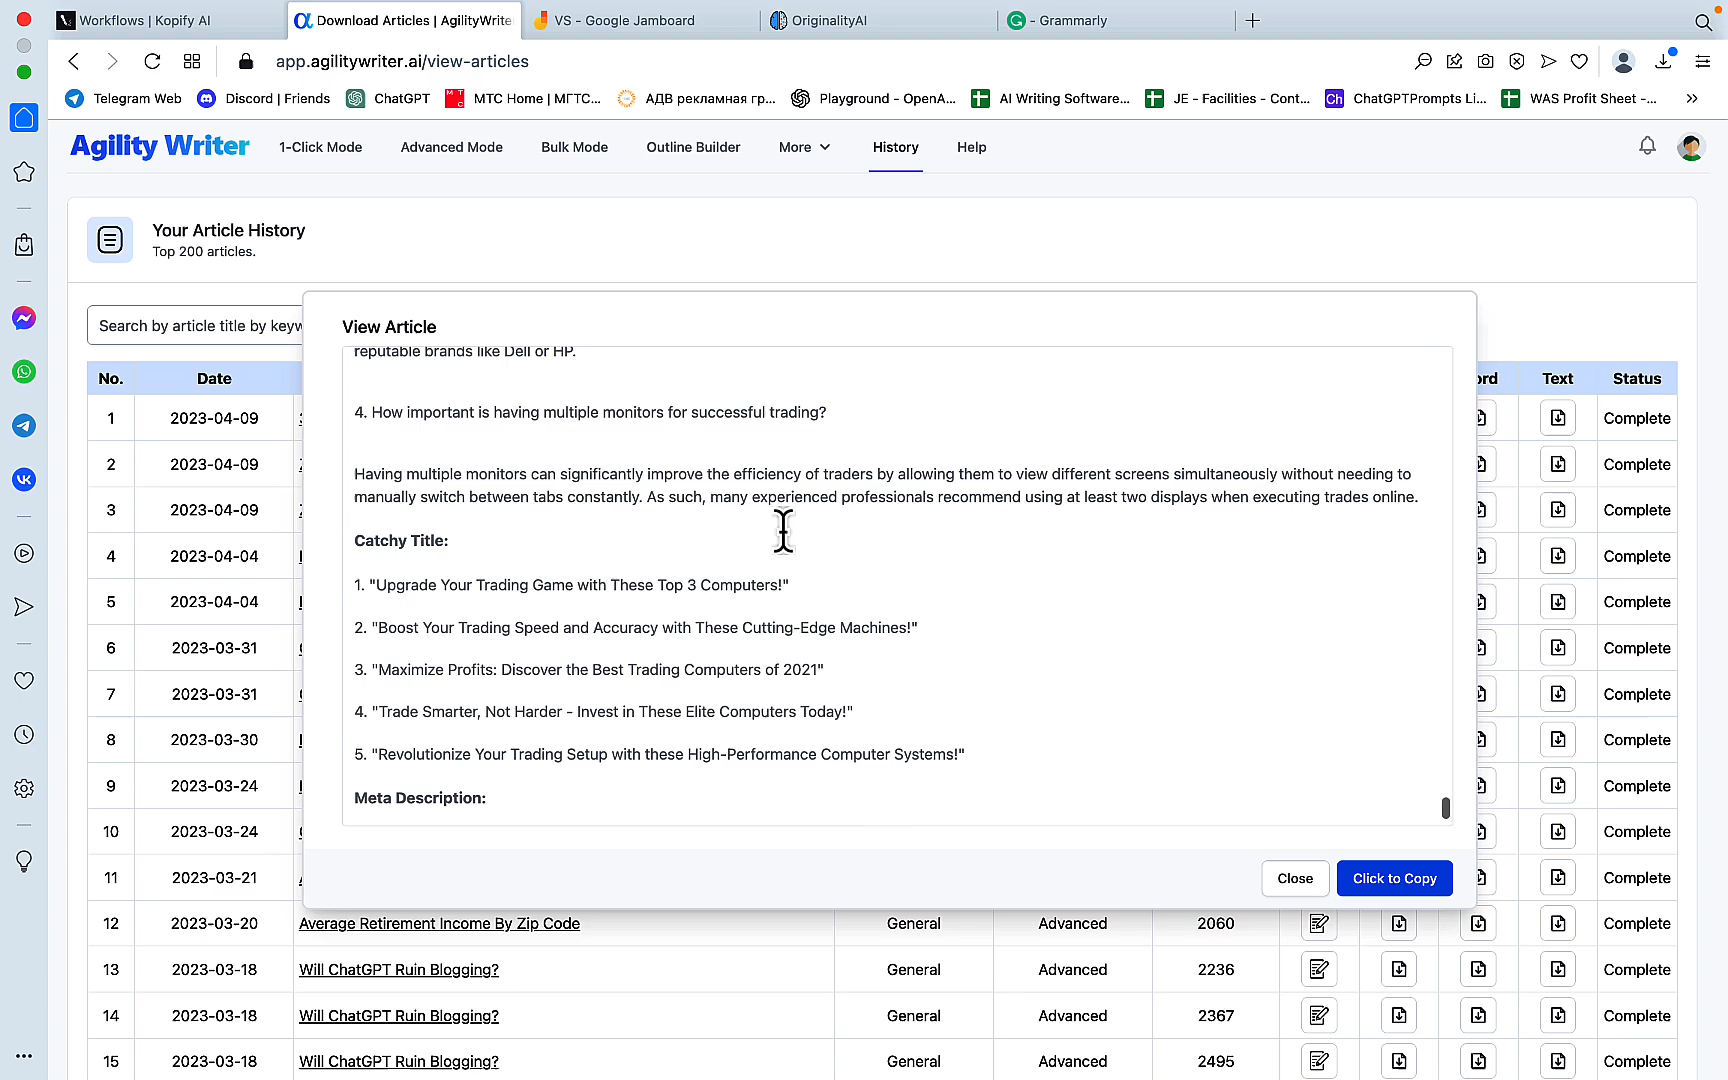 Workflows | Kopify AI
Download Articles | AgilityWrite
VS - Google Jamboard
OriginalityAI
- Grammarly
app.agilitywriter.ai/view-articles
Telegram Web
Discord | Friends
ChatGPT
МТС Home | МГТС...
АДВ рекламная гр...
Playground - OpenA...
AI Writing Software...
JE - Facilities - Cont...
Ch ChatGPTPrompts Li...
WAS Profit Sheet -...
Agility Writer
1-Click Mode
Advanced Mode
Bulk Mode
Outline Builder
More
History
Help
Your Article History
Top 200 articles.
Search by article title by keyw
View Article
reputable brands like Dell or HP.
4. How important is having multiple monitors for successful trading?
Having multiple monitors can significantly improve the efficiency of traders by allowing them to view different screens simultaneously without needing to
manually switch between tabs constantly. As such, many experienced professionals recommend using at least two displays when executing trades online.
Catchy Title:
1. "Upgrade Your Trading Game with These Top 3 Computers!"
2. "Boost Your Trading Speed and Accuracy with These Cutting-Edge Machines!"
3. "Maximize Profits: Discover the Best Trading Computers of 2021"
4. "Trade Smarter, Not Harder - Invest in These Elite Computers Today!"
5. "Revolutionize Your Trading Setup with these High-Performance Computer Systems!"
Meta Description:
Close
Click to Copy
No. Date ord Text Status
1 2023-04-09 Complete
2 2023-04-09 Complete
3 2023-04-09 Complete
4 2023-04-04 Complete
5 2023-04-04 Complete
6 2023-03-31 Complete
7 2023-03-31 Complete
8 2023-03-30 Complete
9 2023-03-24 Complete
10 2023-03-24 Complete
11 2023-03-21 Complete
12 2023-03-20 Average Retirement Income By Zip Code General Advanced 2060 Complete
13 2023-03-18 Will ChatGPT Ruin Blogging? General Advanced 2236 Complete
14 2023-03-18 Will ChatGPT Ruin Blogging? General Advanced 2367 Complete
15 2023-03-18 Will ChatGPT Ruin Blogging? General Advanced 2495 Complete